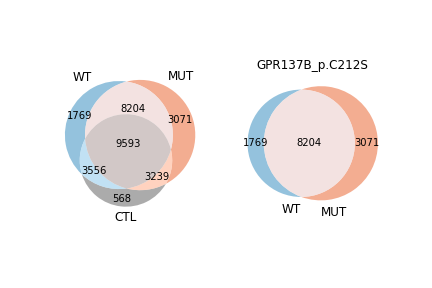 WT
MUT
1769
8204
3071
9593
3556
3239
568
CTL
GPR137B_p.C212S
1769
8204
3071
WT
MUT